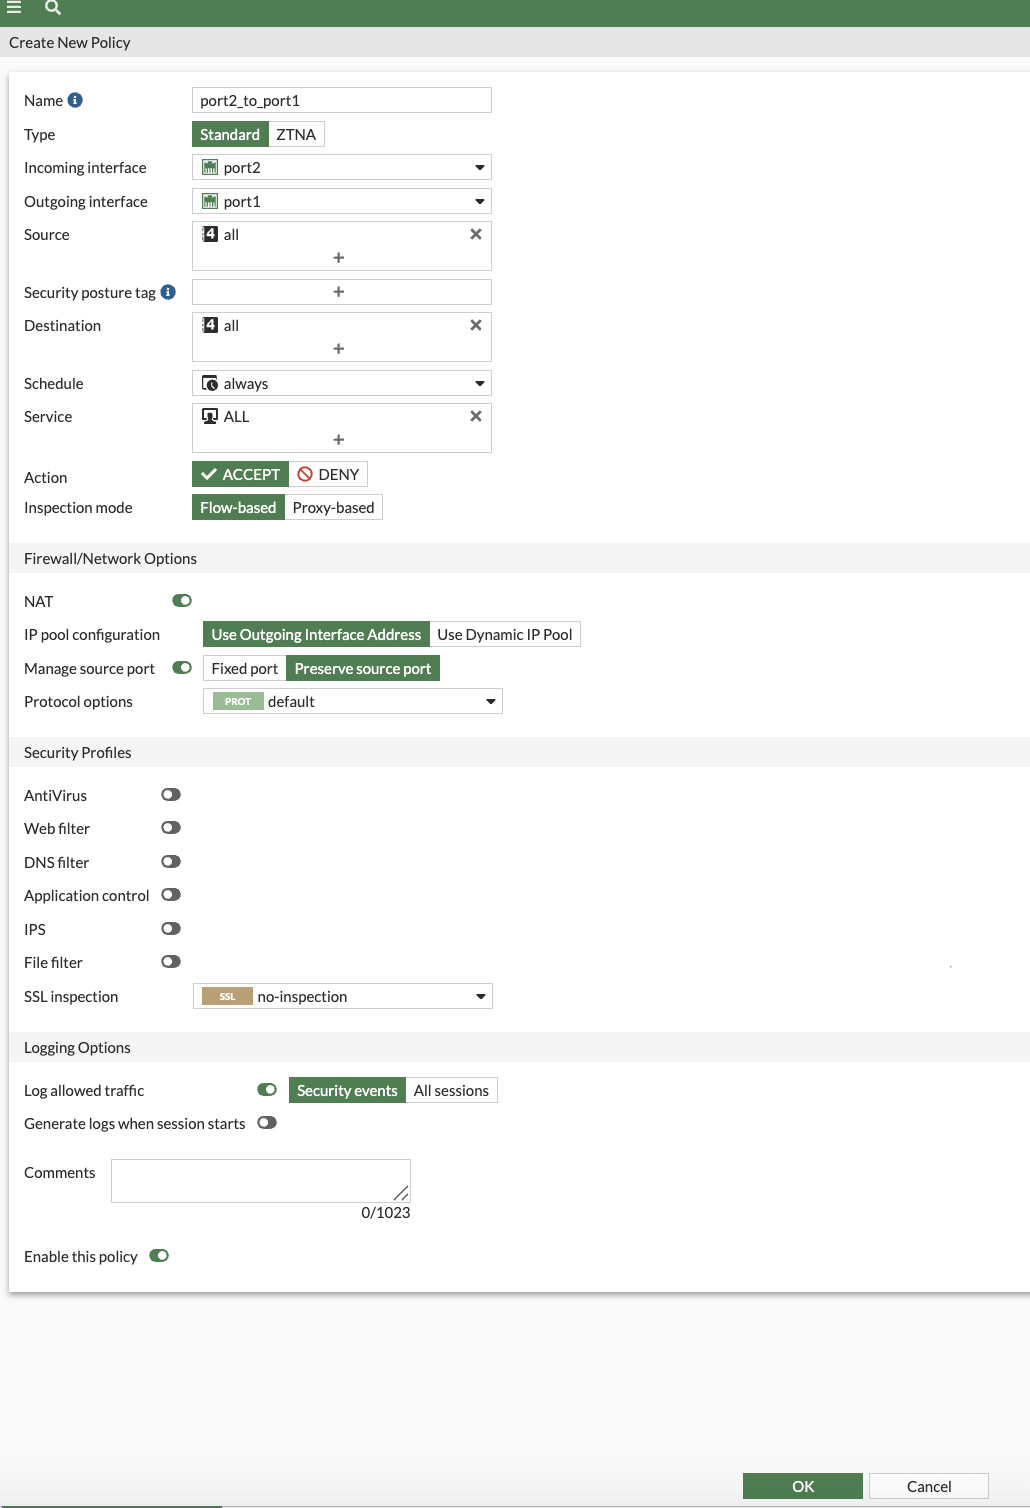 Create New Policy
Name
port2_to_port1
Type
Standard ZTNA
Incoming interface
port2
Outgoing interface
port1
Source
4 all
+
Security posture tag
+
Destination
4 all
+
Schedule
always
Service
ALL
+
Action
ACCEPT DENY
Inspection mode
Flow-based Proxy-based
Firewall/Network Options
NAT
IP pool configuration
Use Outgoing Interface Address Use Dynamic IP Pool
Manage source port
Fixed port Preserve source port
Protocol options
PROT default
Security Profiles
AntiVirus
Web filter
DNS filter
Application control
IPS
File filter
SSL inspection
SSL no-inspection
Logging Options
Log allowed traffic
Security events All sessions
Generate logs when session starts
Comments
0/1023
Enable this policy
OK Cancel